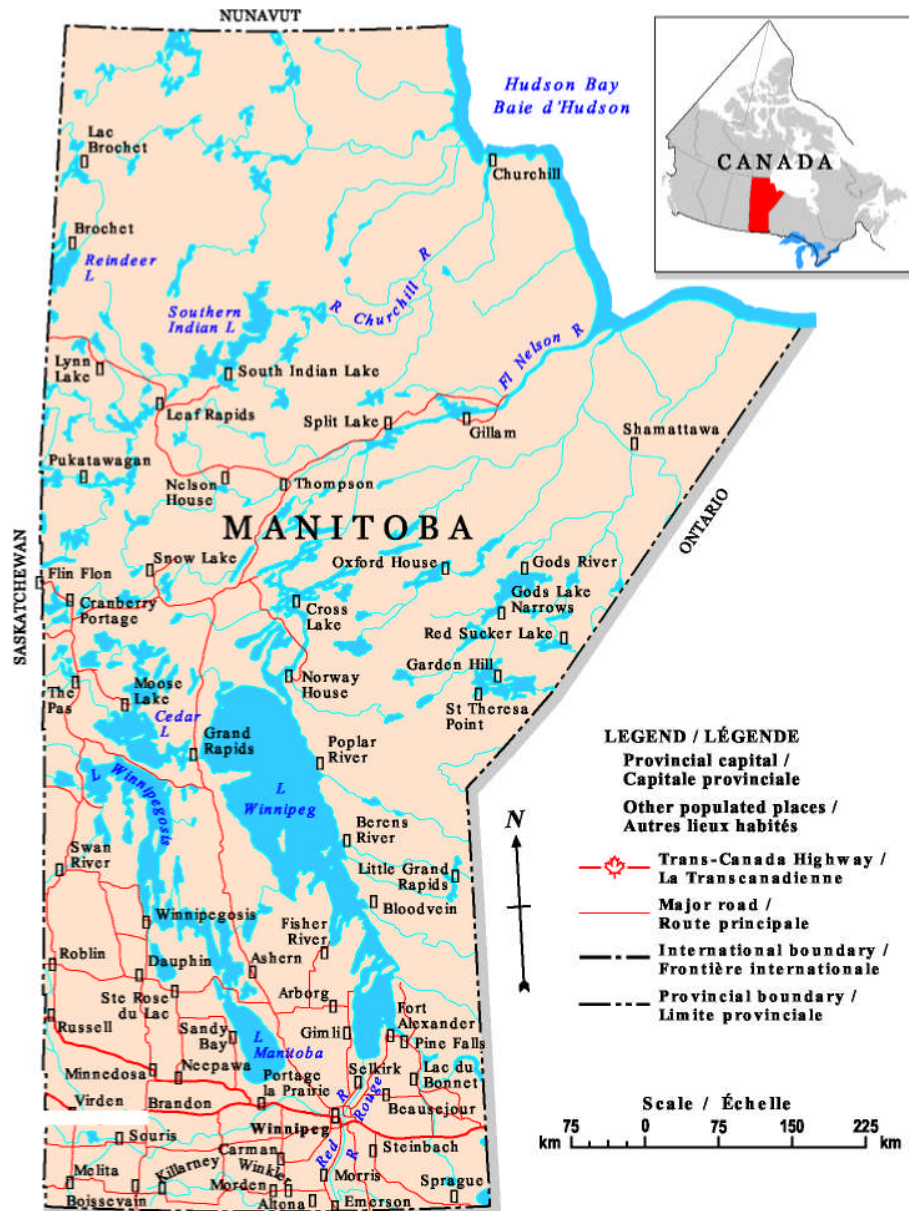 NUNAVUT
Hudson Bay
Baie d'Hudson
CANADA
Lac
Brochet
Churchill
Brochet
Reindeer
L
Southern
Indian L
R Churchill R
Fl Nelson R
Lynn
Lake
South Indian Lake
Leaf Rapids
Split Lake
Gillam
Shamattawa
Pukatawagan
Nelson
House
Thompson
MANITOBA
ONTARIO
SASKATCHEWAN
Snow Lake
Oxford House
Gods River
Flin Flon
Cranberry
Portage
Cross
Lake
Gods Lake
Narrows
Red Sucker Lake
Garden Hill
Norway
House
St Theresa
Point
The
Pas
Moose
Lake
Cedar
L
Grand
Rapids
Poplar
River
L Winnipegosis
L
Winnipeg
Berens
River
Swan
River
Little Grand
Rapids
Bloodvein
Winnipegosis
Fisher
River
Roblin
Dauphin
Ashern
Ste Rose
du Lac
Arborg
Fort
Alexander
Russell
Sandy
Bay
Gimli
Pine Falls
L
Manitoba
Minnedosa
Neepawa
Portage
la Prairie
Selkirk
Lac du
Bonnet
Virden
Brandon
Beausejour
Winnipeg
Red R
Rouge R
Souris
Carman
Steinbach
Winkler
Melita
Killarney
Morden
Morris
Sprague
Boissevain
Altona
Emerson
LEGEND / LÉGENDE
Provincial capital /
Capitale provinciale
Other populated places /
Autres lieux habités
N
Trans-Canada Highway /
La Transcanadienne
Major road /
Route principale
International boundary /
Frontière internationale
Provincial boundary /
Limite provinciale
Scale / Échelle
km 75 0 75 150 225 km